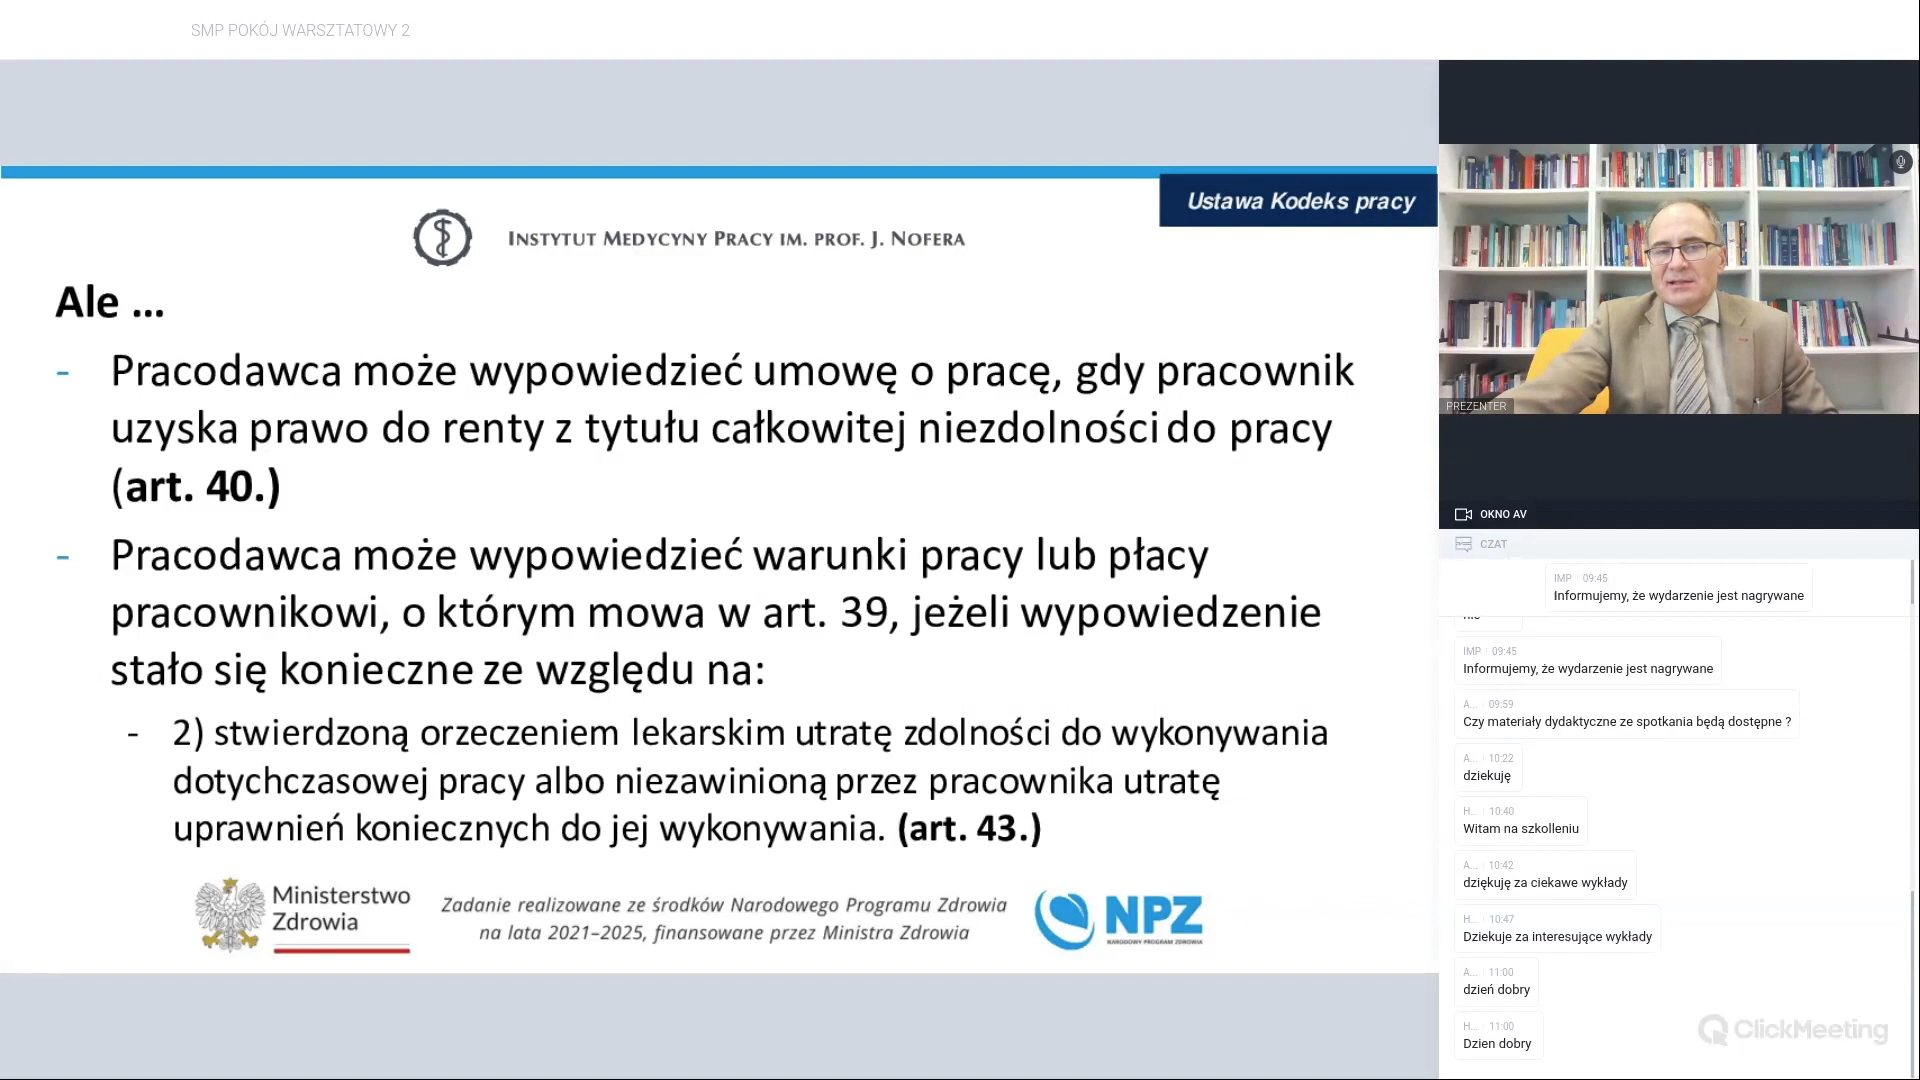 SMP POKÓJ WARSZTATOWY 2
Ustawa Kodeks pracy
INSTYTUT MEDYCYNY PRACY IM. PROF. J. NOFERA
Ale ...
- Pracodawca może wypowiedzieć umowę o pracę, gdy pracownik
uzyska prawo do renty z tytułu całkowitej niezdolności do pracy
(art. 40.)
- Pracodawca może wypowiedzieć warunki pracy lub płacy
pracownikowi, o którym mowa w art. 39, jeżeli wypowiedzenie
stało się konieczne ze względu na:
- 2) stwierdzoną orzeczeniem lekarskim utratę zdolności do wykonywania
dotychczasowej pracy albo niezawinioną przez pracownika utratę
uprawnień koniecznych do jej wykonywania. (art. 43.)
Ministerstwo
Zdrowia
Zadanie realizowane ze środków Narodowego Programu Zdrowia
na lata 2021–2025, finansowane przez Ministra Zdrowia
NPZ
NARODOWY PROGRAM ZDROWIA
PREZENTER
OKNO AV
CZAT
IMP 09:45
Informujemy, że wydarzenie jest nagrywane
IMP 09:45
Informujemy, że wydarzenie jest nagrywane
A... 09:59
Czy materiały dydaktyczne ze spotkania będą dostępne ?
A... 10:22
dziekuję
H... 10:40
Witam na szkolleniu
A... 10:42
dziękuję za ciekawe wykłady
H... 10:47
Dziekuje za interesujące wykłady
A... 11:00
dzień dobry
H... 11:00
Dzien dobry
ClickMeeting